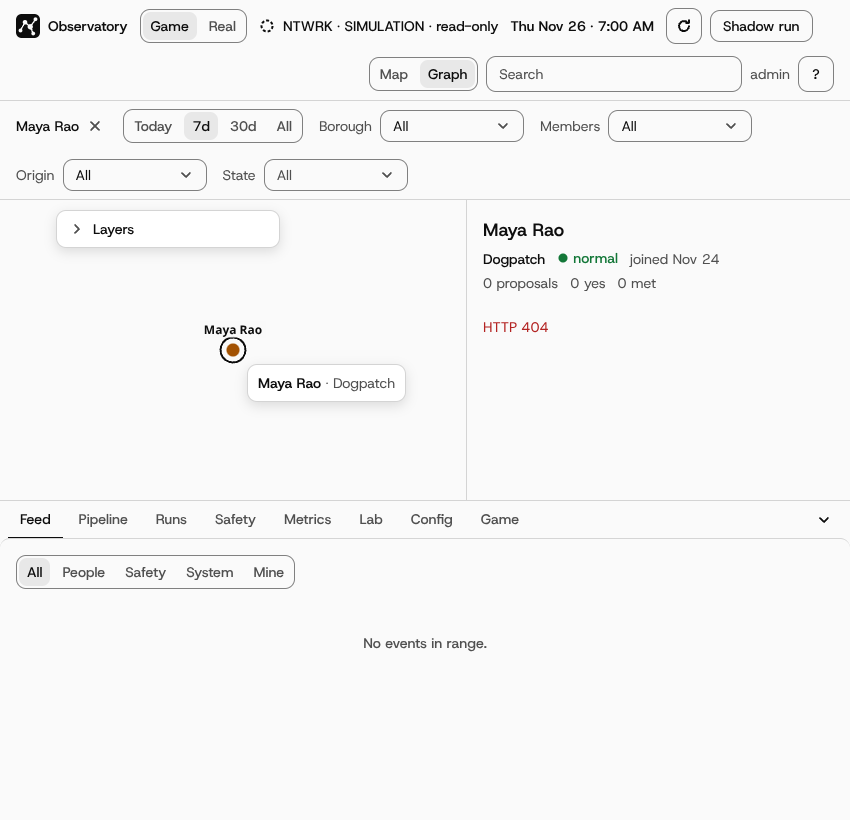 Observatory Game Real NTWRK · SIMULATION · read-only Thu Nov 26 · 7:00 AM Shadow run
Map Graph Search admin ?
Maya Rao Today 7d 30d All Borough All Members All
Origin All State All
Layers
Maya Rao
Maya Rao · Dogpatch
Maya Rao
Dogpatch normal joined Nov 24
0 proposals 0 yes 0 met
HTTP 404
Feed Pipeline Runs Safety Metrics Lab Config Game
All People Safety System Mine
No events in range.